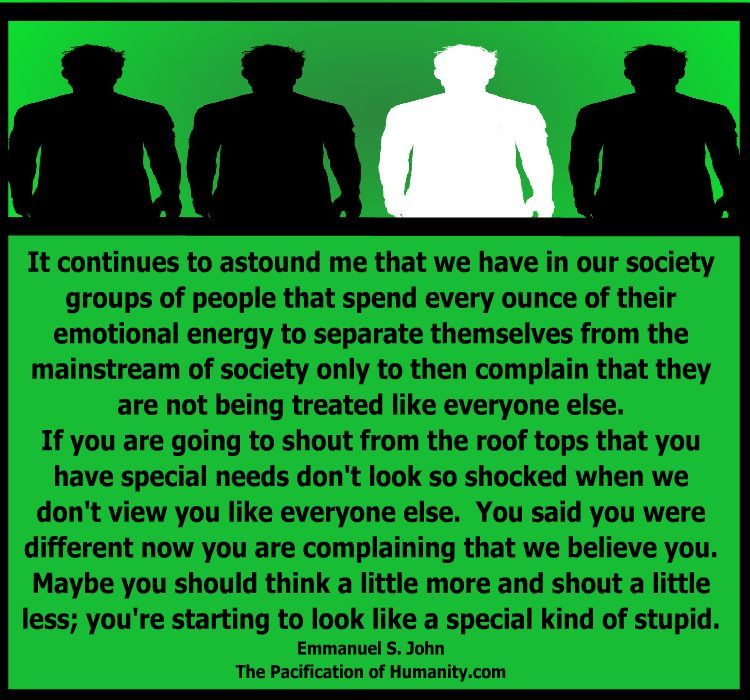 It continues to astound me that we have in our society
groups of people that spend every ounce of their
emotional energy to separate themselves from the
mainstream of society only to then complain that they
are not being treated like everyone else.
If you are going to shout from the roof tops that you
have special needs don't look so shocked when we
don't view you like everyone else.  You said you were
different now you are complaining that we believe you.
Maybe you should think a little more and shout a little
less; you're starting to look like a special kind of stupid.
Emmanuel S. John
The Pacification of Humanity.com